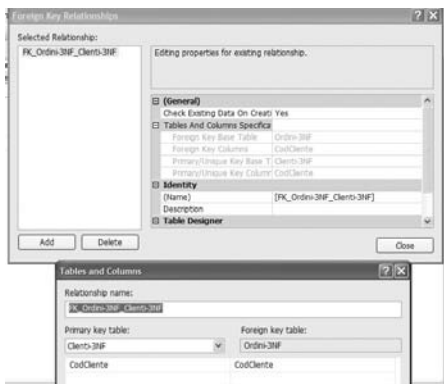 Foreign Key Relationships
Selected Relationship:
FK_Ordini-3NF_Clienti-3NF
Editing properties for existing relationship.
(General)
Check Existing Data On Creati Yes
Tables And Columns Specifica
Foreign Key Base Table Ordini-3NF
Foreign Key Columns CodCliente
Primary/Unique Key Base T Clienti-3NF
Primary/Unique Key Column CodCliente
Identity
(Name) [FK_Ordini-3NF_Clienti-3NF]
Description
Table Designer
Add Delete Close
Tables and Columns
Relationship name:
FK_Ordini-3NF_Clienti-3NF
Primary key table: Foreign key table:
Clienti-3NF Ordini-3NF
CodCliente CodCliente